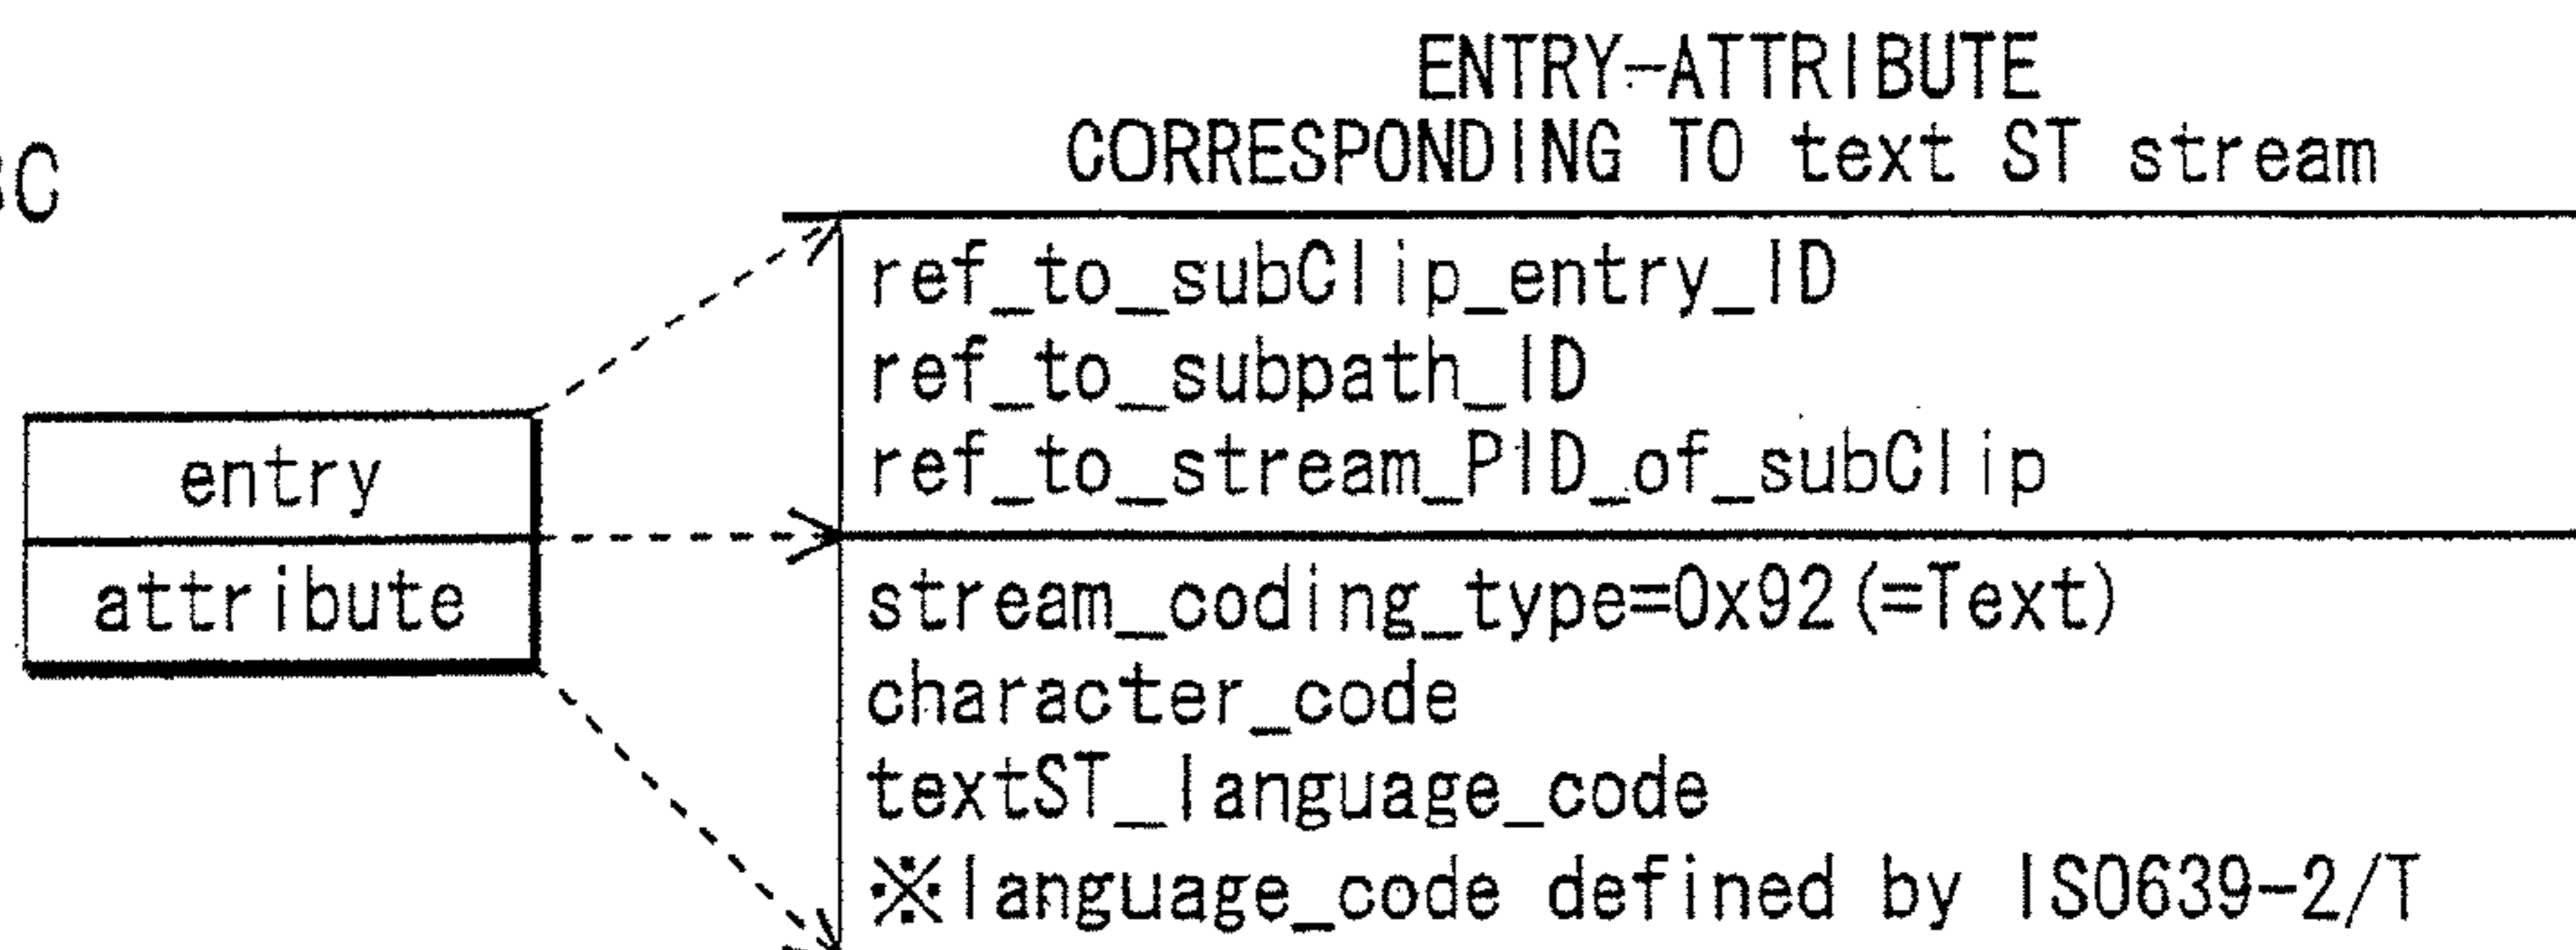 ENTRY-ATTRIBUTE
CORRESPONDING TO text ST stream
C
ref_to_subClip_entry_ID
ref_to_subpath_ID
ref_to_stream_PID_of_subClip
entry
attribute
stream_coding_type=0x92(=Text)
character_code
textST_language_code
※language_code defined by ISO639-2/T